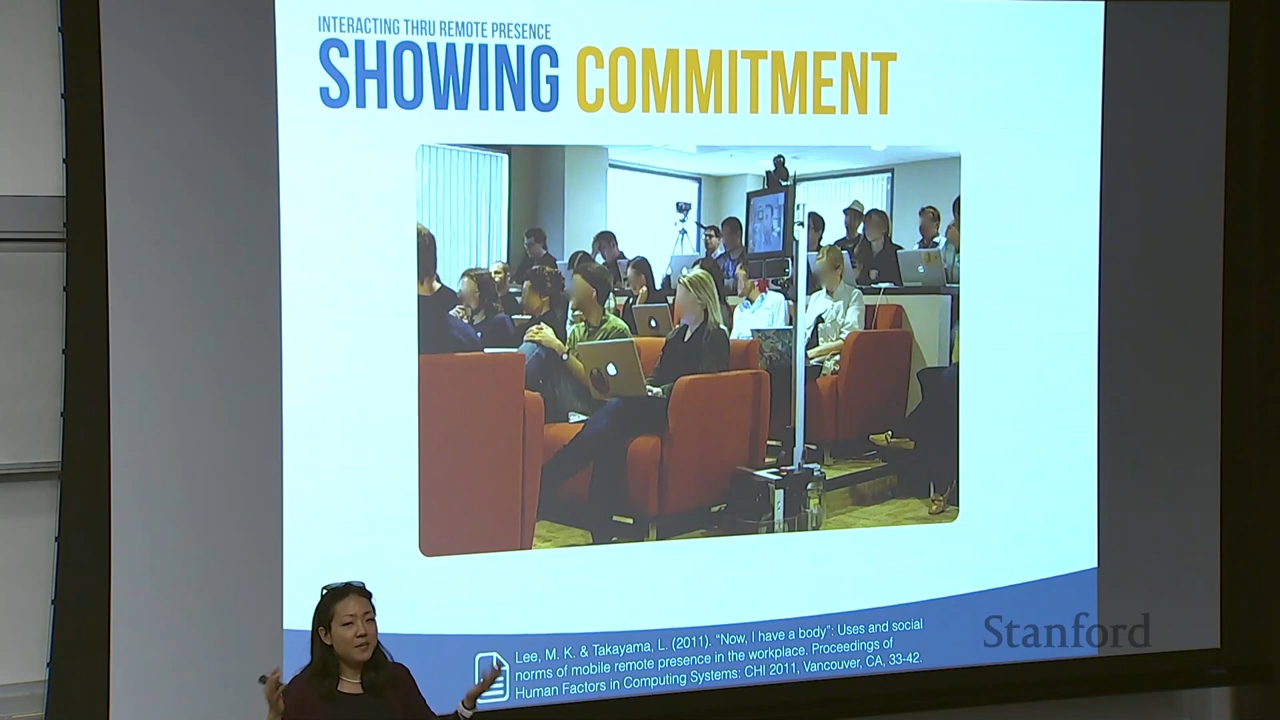 INTERACTING THRU REMOTE PRESENCE
SHOWING COMMITMENT
Lee, M. K. & Takayama, L. (2011). "Now, I have a body": Uses and social
norms of mobile remote presence in the workplace. Proceedings of
Human Factors in Computing Systems: CHI 2011, Vancouver, CA, 33-42.
Stanford